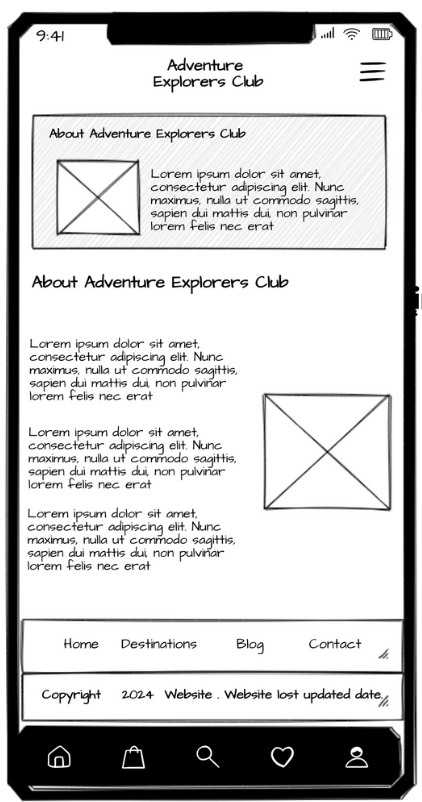 9:41
Adventure
Explorers Club
About Adventure Explorers Club
Lorem ipsum dolor sit amet,
consectetur adipiscing elit. Nunc
maximus, nulla ut commodo sagittis,
sapien dui mattis dui, non pulvinar
lorem felis nec erat
About Adventure Explorers Club
Lorem ipsum dolor sit amet,
consectetur adipiscing elit. Nunc
maximus, nulla ut commodo sagittis,
sapien dui mattis dui, non pulvinar
lorem felis nec erat
Lorem ipsum dolor sit amet,
consectetur adipiscing elit. Nunc
maximus, nulla ut commodo sagittis,
sapien dui mattis dui, non pulvinar
lorem felis nec erat
Lorem ipsum dolor sit amet,
consectetur adipiscing elit. Nunc
maximus, nulla ut commodo sagittis,
sapien dui mattis dui, non pulvinar
lorem felis nec erat
Home Destinations Blog Contact
Copyright 2024 Website . Website lost updated date.